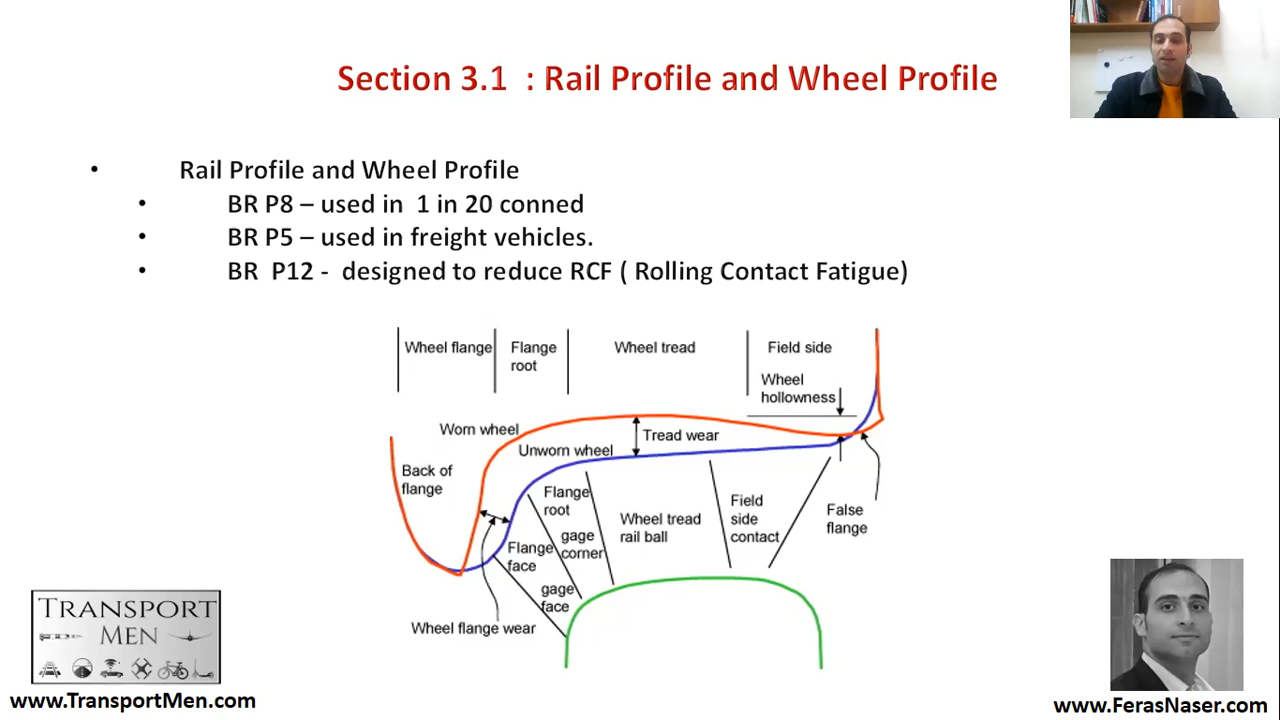 Section 3.1 : Rail Profile and Wheel Profile
• Rail Profile and Wheel Profile
• BR P8 – used in 1 in 20 conned
• BR P5 – used in freight vehicles.
• BR P12 - designed to reduce RCF ( Rolling Contact Fatigue)
Wheel flange
Flange
root
Wheel tread
Field side
Wheel
hollowness
Worn wheel
Unworn wheel
Tread wear
Back of
flange
Flange
root
gage
corner
Wheel tread
rail ball
Field
side
contact
False
flange
Flange
face
gage
face
Wheel flange wear
TRANSPORT
MEN
www.TransportMen.com
www.FerasNaser.com